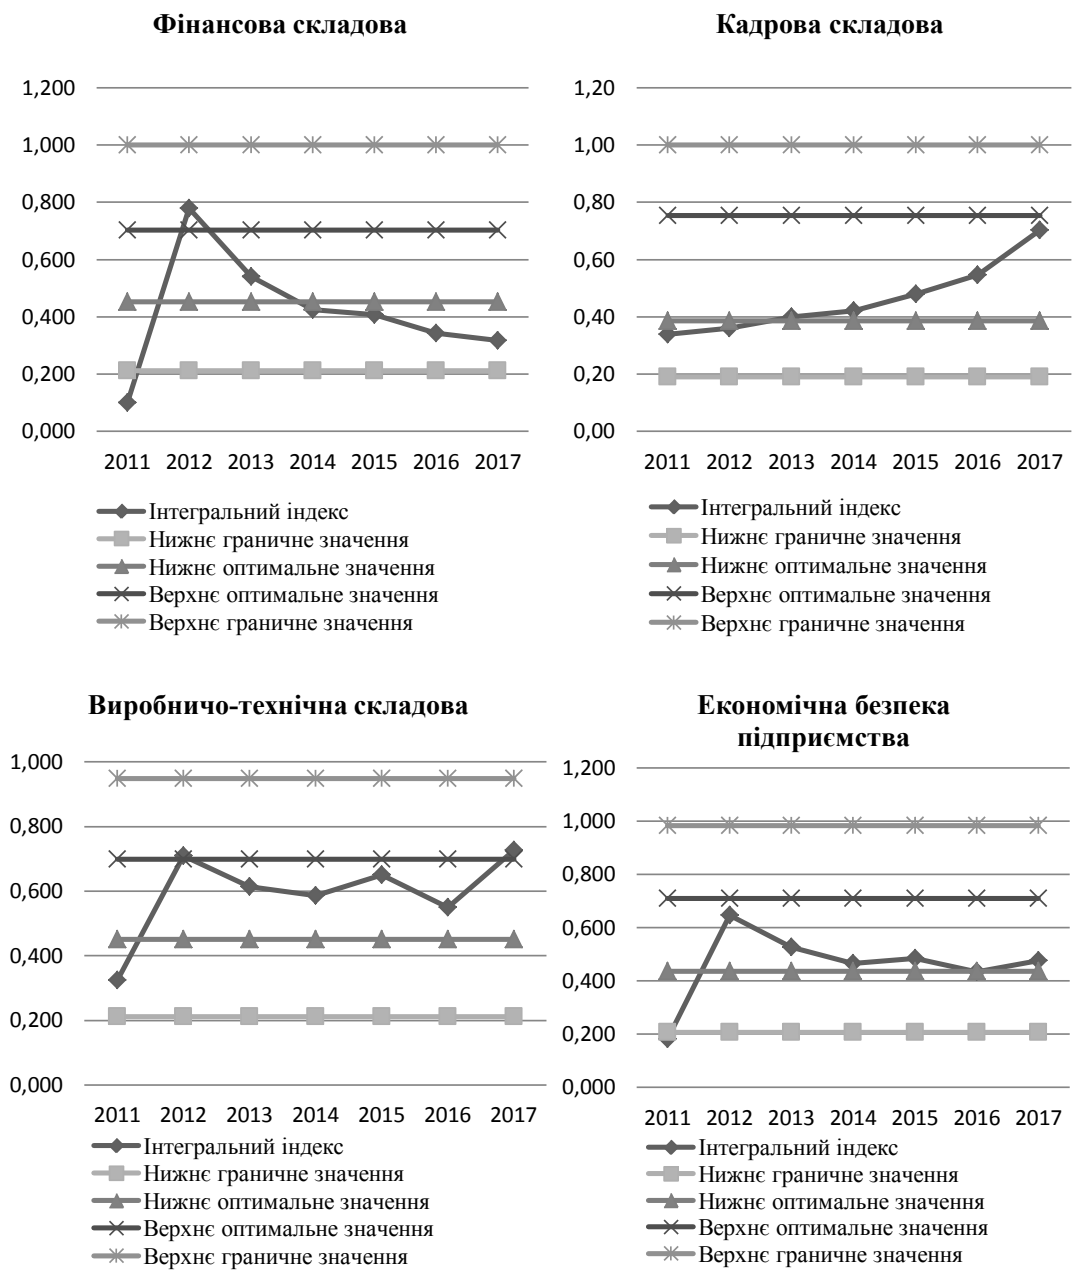 Фінансова складова
1,200
1,000
0,800
0,600
0,400
0,200
0,000
2011 2012 2013 2014 2015 2016 2017
Інтегральний індекс
Нижнє граничне значення
Нижнє оптимальне значення
Верхнє оптимальне значення
Верхнє граничне значення
Кадрова складова
1,20
1,00
0,80
0,60
0,40
0,20
0,00
2011 2012 2013 2014 2015 2016 2017
Інтегральний індекс
Нижнє граничне значення
Нижнє оптимальне значення
Верхнє оптимальне значення
Верхнє граничне значення
Виробничо-технічна складова
1,000
0,800
0,600
0,400
0,200
0,000
2011 2012 2013 2014 2015 2016 2017
Інтегральний індекс
Нижнє граничне значення
Нижнє оптимальне значення
Верхнє оптимальне значення
Верхнє граничне значення
Економічна безпека
підприємства
1,200
1,000
0,800
0,600
0,400
0,200
0,000
2011 2012 2013 2014 2015 2016 2017
Інтегральний індекс
Нижнє граничне значення
Нижнє оптимальне значення
Верхнє оптимальне значення
Верхнє граничне значення